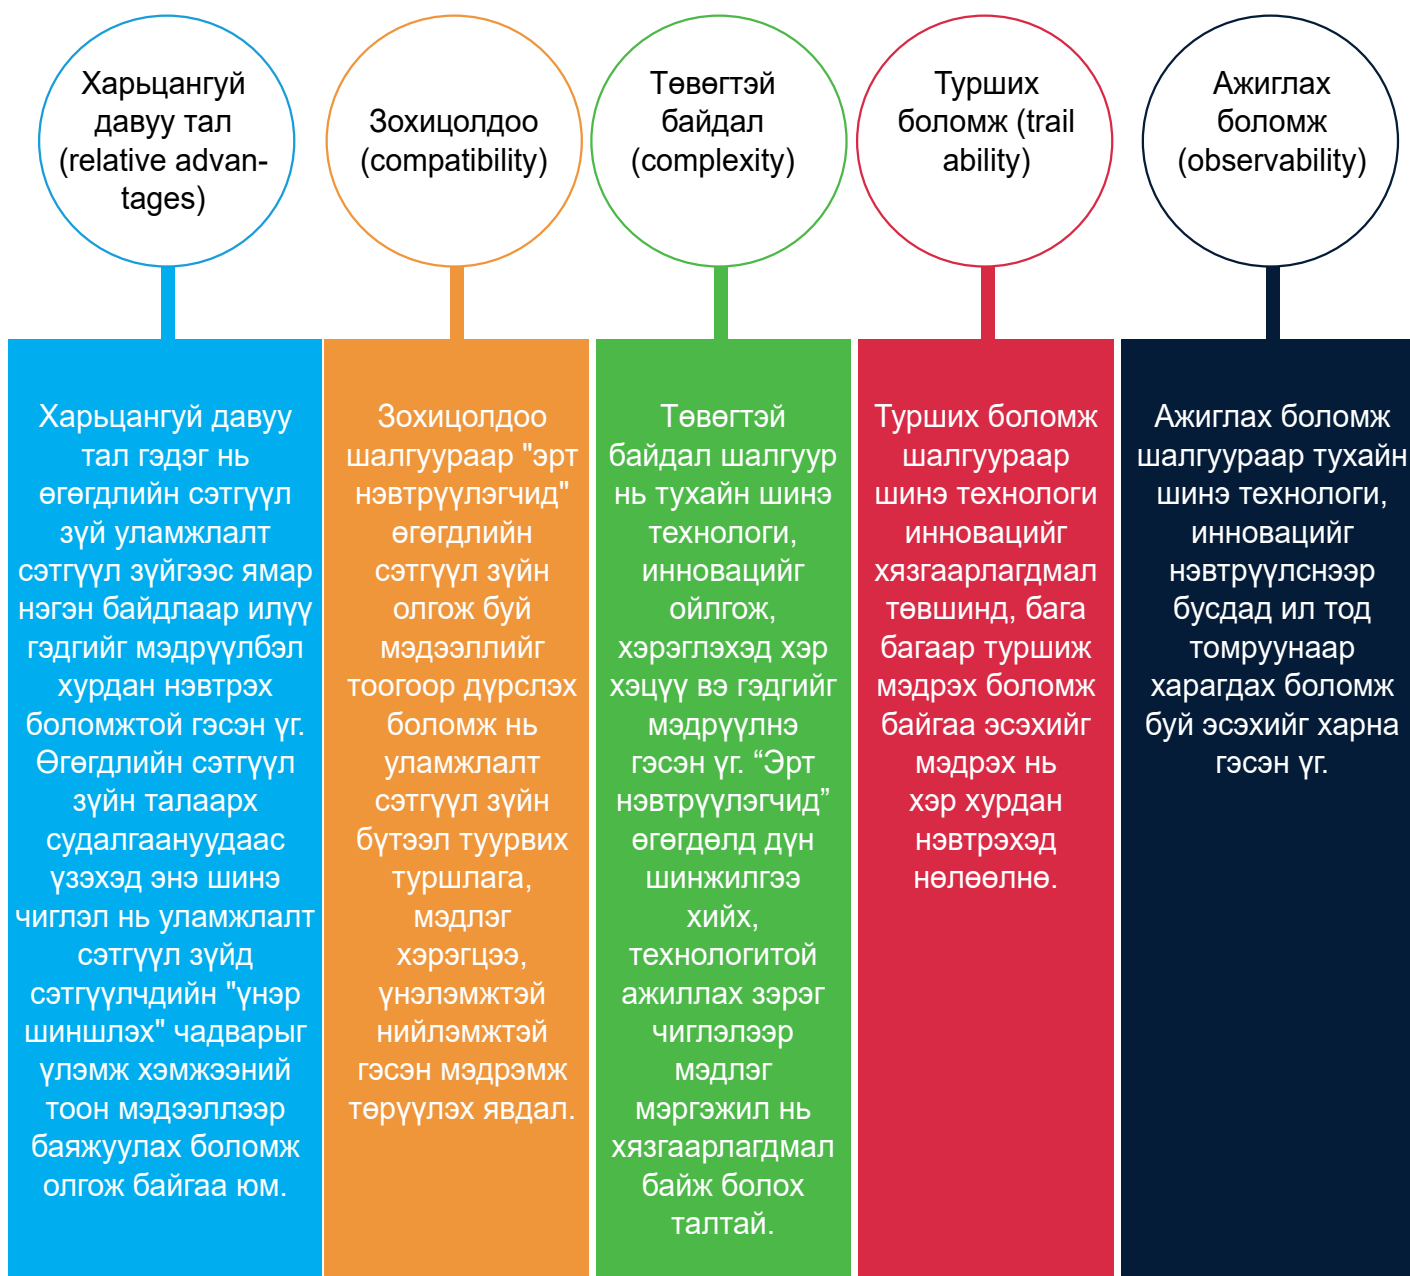 Харьцангуй
давуу тал
(relative advan-
tages)
Зохицолдоо
(compatibility)
Төвөгтэй
байдал
(complexity)
Турших
боломж (trail
ability)
Ажиглах
боломж
(observability)
Харьцангуй давуу
тал гэдэг нь
өгөгдлийн сэтгүүл
зүй уламжлалт
сэтгүүл зүйгээс ямар
нэгэн байдлаар илүү
гэдгийг мэдрүүлбэл
хурдан нэвтрэх
боломжтой гэсэн үг.
Өгөгдлийн сэтгүүл
зүйн талаарх
судалгаануудаас
үзэхэд энэ шинэ
чиглэл нь уламжлалт
сэтгүүл зүйд
сэтгүүлчдийн "үнэр
шиншлэх" чадварыг
үлэмж хэмжээний
тоон мэдээллээр
баяжуулах боломж
олгож байгаа юм.
Зохицолдоо
шалгуураар "эрт
нэвтрүүлэгчид"
өгөгдлийн
сэтгүүл зүйн
олгож буй
мэдээллийг
тоогоор дүрслэх
боломж нь
уламжлалт
сэтгүүл зүйн
бүтээл туурвих
туршлага,
мэдлэг
хэрэгцээ,
үнэлэмжтэй
нийлэмжтэй
гэсэн мэдрэмж
төрүүлэх явдал.
Төвөгтэй
байдал шалгуур
нь тухайн шинэ
технологи,
инновацийг
ойлгож,
хэрэглэхэд хэр
хэцүү вэ гэдгийг
мэдрүүлнэ
гэсэн үг. “Эрт
нэвтрүүлэгчид”
өгөгдөлд дүн
шинжилгээ
хийх,
технологитой
ажиллах зэрэг
чиглэлээр
мэдлэг
мэргэжил нь
хязгаарлагдмал
байж болох
талтай.
Турших боломж
шалгуураар
шинэ технологи
инновацийг
хязгаарлагдмал
төвшинд, бага
багаар туршиж
мэдрэх боломж
байгаа эсэхийг
мэдрэх нь
хэр хурдан
нэвтрэхэд
нөлөөлнө.
Ажиглах боломж
шалгуураар тухайн
шинэ технологи,
инновацийг
нэвтрүүлснээр
бусдад ил тод
томруунаар
харагдах боломж
буй эсэхийг харна
гэсэн үг.